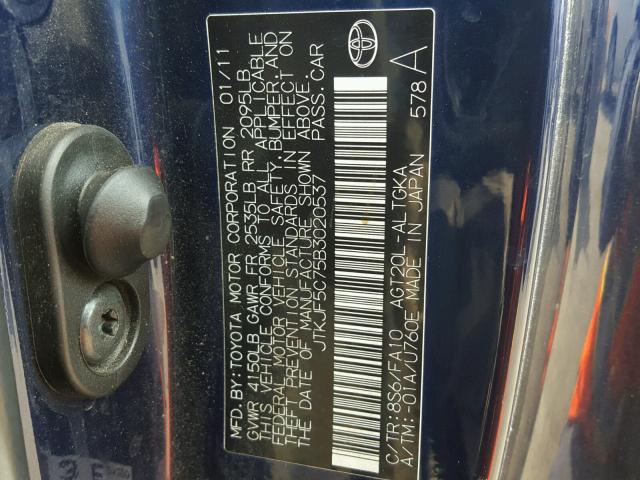 MFD. BY: TOYOTA MOTOR CORPORATION 01/11
GVWR 4150LB GAWR FR 2535LB RR 2095LB
THIS VEHICLE CONFORMS TO ALL APPLICABLE
FEDERAL MOTOR VEHICLE SAFETY, BUMPER, AND
THEFT PREVENTION STANDARDS IN EFFECT ON
THE DATE OF MANUFACTURE SHOWN ABOVE.
JTKJF5C75B3020537 PASS. CAR
C/TR: 8S6/FA10 AGT20L-ALTGKA
A/TM: 01A/U760E MADE IN JAPAN 578 A